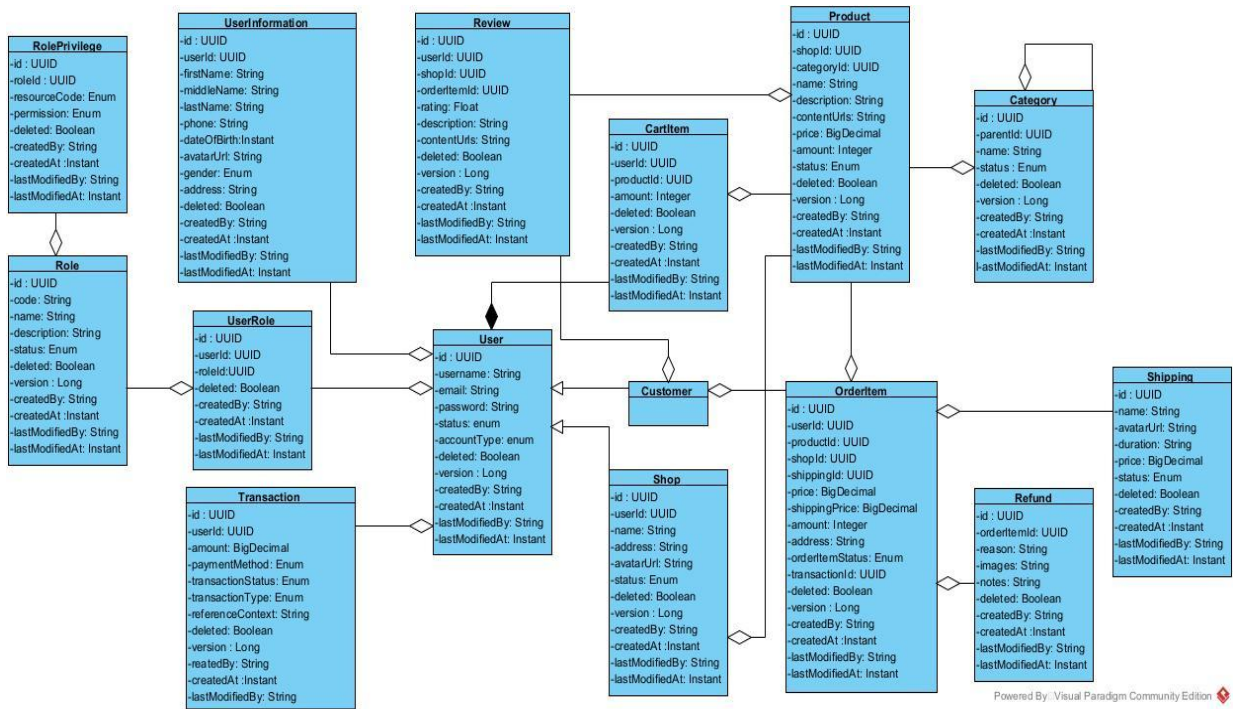 RolePrivilege
-id : UUID
-roleId : UUID
-resourceCode: Enum
-permission: Enum
-deleted: Boolean
-createdBy: String
-createdAt :Instant
-lastModifiedBy: String
-lastModifiedAt: Instant
UserInformation
-id : UUID
-userId: UUID
-firstName: String
-middleName: String
-lastName: String
-phone: String
-dateOfBirth:Instant
-avatarUrl: String
-gender: Enum
-address: String
-deleted: Boolean
-createdBy: String
-createdAt :Instant
-lastModifiedBy: String
-lastModifiedAt: Instant
Review
-id : UUID
-userId: UUID
-shopId: UUID
-orderItemId: UUID
-rating: Float
-description: String
-contentUrls: String
-deleted: Boolean
-version : Long
-createdBy: String
-createdAt :Instant
-lastModifiedBy: String
-lastModifiedAt: Instant
Product
-id : UUID
-shopId: UUID
-categoryId: UUID
-name: String
-description: String
-contentUrls: String
-price: BigDecimal
-amount: Integer
-status: Enum
-deleted: Boolean
-version : Long
-createdBy: String
-createdAt: Instant
-lastModifiedBy: String
-lastModifiedAt: Instant
Category
-id : UUID
-parentId: UUID
-name: String
-status : Enum
-deleted: Boolean
-version : Long
-createdBy: String
-createdAt :Instant
-lastModifiedBy: String
l-astModifiedAt: Instant
CartItem
-id : UUID
-userId: UUID
-productId: UUID
-amount: Integer
-deleted: Boolean
-version : Long
-createdBy: String
-createdAt :Instant
-lastModifiedBy: String
-lastModifiedAt: Instant
Role
-id : UUID
-code: String
-name: String
-description: String
-status: Enum
-deleted: Boolean
-version : Long
-createdBy: String
-createdAt :Instant
-lastModifiedBy: String
-lastModifiedAt: Instant
UserRole
-id : UUID
-userId: UUID
-roleId:UUID
-deleted: Boolean
-createdBy: String
-createdAt :Instant
-lastModifiedBy: String
-lastModifiedAt: Instant
User
-id: UUID
-username: String
-email: String
-password: String
-status: enum
-accountType: enum
-deleted: Boolean
-version : Long
-createdBy: String
-createdAt :Instant
-lastModifiedBy: String
-lastModifiedAt: Instant
Customer
OrderItem
-id : UUID
-userId: UUID
-productId: UUID
-shopId: UUID
-shippingId: UUID
-price: BigDecimal
-shippingPrice: BigDecimal
-amount: Integer
-address: String
-orderItemStatus: Enum
-transactionId: UUID
-deleted: Boolean
-version : Long
-createdBy: String
-createdAt :Instant
-lastModifiedBy: String
-lastModifiedAt: Instant
Shipping
-id : UUID
-name: String
-avatarUrl: String
-duration: String
-price: BigDecimal
-status: Enum
-deleted: Boolean
-createdBy: String
-createdAt :Instant
-lastModifiedBy: String
-lastModifiedAt: Instant
Transaction
-id : UUID
-userId: UUID
-amount: BigDecimal
-paymentMethod: Enum
-transactionStatus: Enum
-transactionType: Enum
-referenceContext: String
-deleted: Boolean
-version : Long
-reatedBy: String
-createdAt :Instant
-lastModifiedBy: String
Shop
-id : UUID
-userId: UUID
-name: String
-address: String
-avatarUrl: String
-status: Enum
-deleted: Boolean
-version : Long
-createdBy: String
-createdAt :Instant
-lastModifiedBy: String
-lastModifiedAt: Instant
Refund
-id : UUID
-orderItemId: UUID
-reason: String
-images: String
-notes: String
-deleted: Boolean
-createdBy: String
-createdAt :Instant
-lastModifiedBy: String
-lastModifiedAt: Instant
Powered By: Visual Paradigm Community Edition